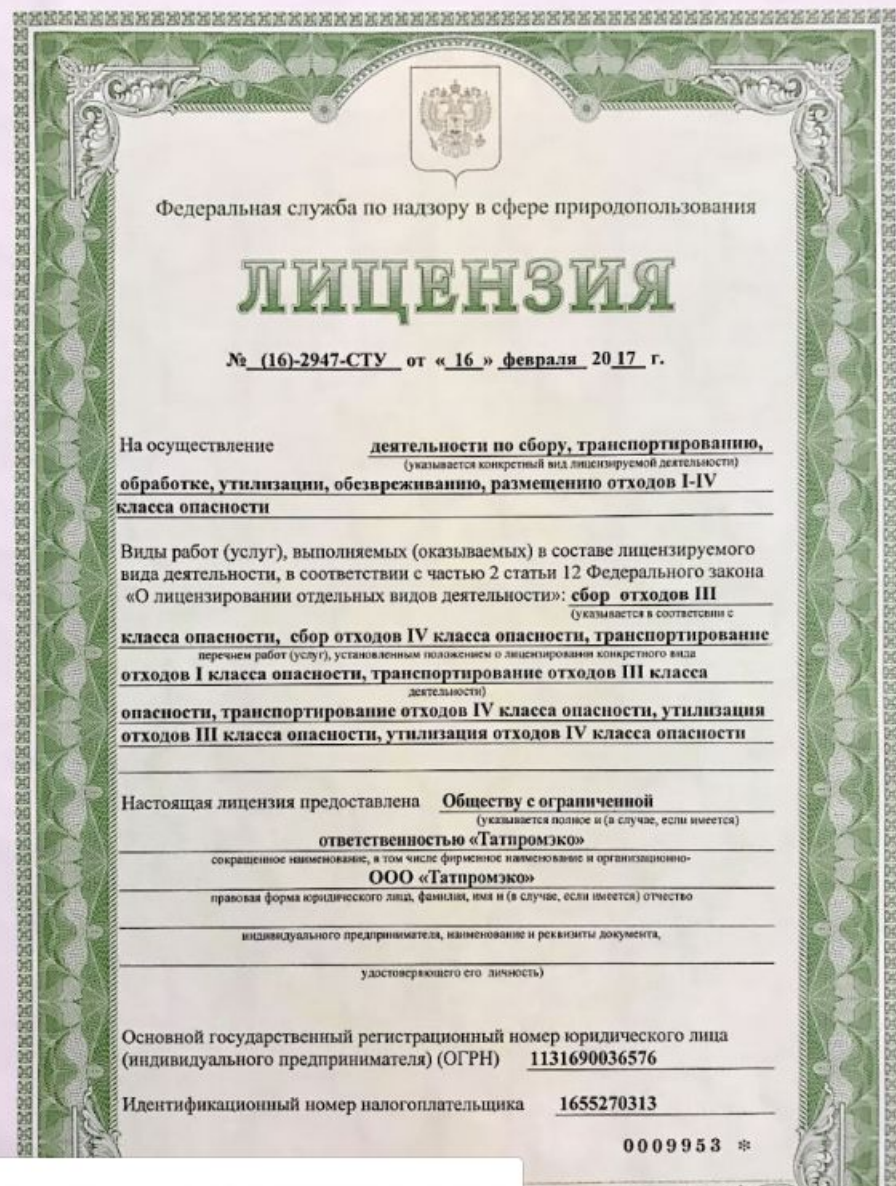 Федеральная служба по надзору в сфере природопользования
ЛИЦЕНЗИЯ
№ (16)-2947-СТУ от « 16 » февраля 2017 г.
На осуществление деятельности по сбору, транспортированию,
(указывается конкретный вид лицензируемой деятельности)
обработке, утилизации, обезвреживанию, размещению отходов I-IV
класса опасности
Виды работ (услуг), выполняемых (оказываемых) в составе лицензируемого
вида деятельности, в соответствии с частью 2 статьи 12 Федерального закона
«О лицензировании отдельных видов деятельности»: сбор отходов III
(указывается в соответствии с
класса опасности, сбор отходов IV класса опасности, транспортирование
перечнем работ (услуг), установленным положением о лицензировании конкретного вида
отходов I класса опасности, транспортирование отходов III класса
деятельности)
опасности, транспортирование отходов IV класса опасности, утилизация
отходов III класса опасности, утилизация отходов IV класса опасности
Настоящая лицензия предоставлена Обществу с ограниченной
(указывается полное и (в случае, если имеется)
ответственностью «Татпромэко»
сокращенное наименование, в том числе фирменное наименование и организационно-
ООО «Татпромэко»
правовая форма юридического лица, фамилия, имя и (в случае, если имеется) отчество
индивидуального предпринимателя, наименование и реквизиты документа,
удостоверяющего его личность)
Основной государственный регистрационный номер юридического лица
(индивидуального предпринимателя) (ОГРН) 1131690036576
Идентификационный номер налогоплательщика 1655270313
0009953 *